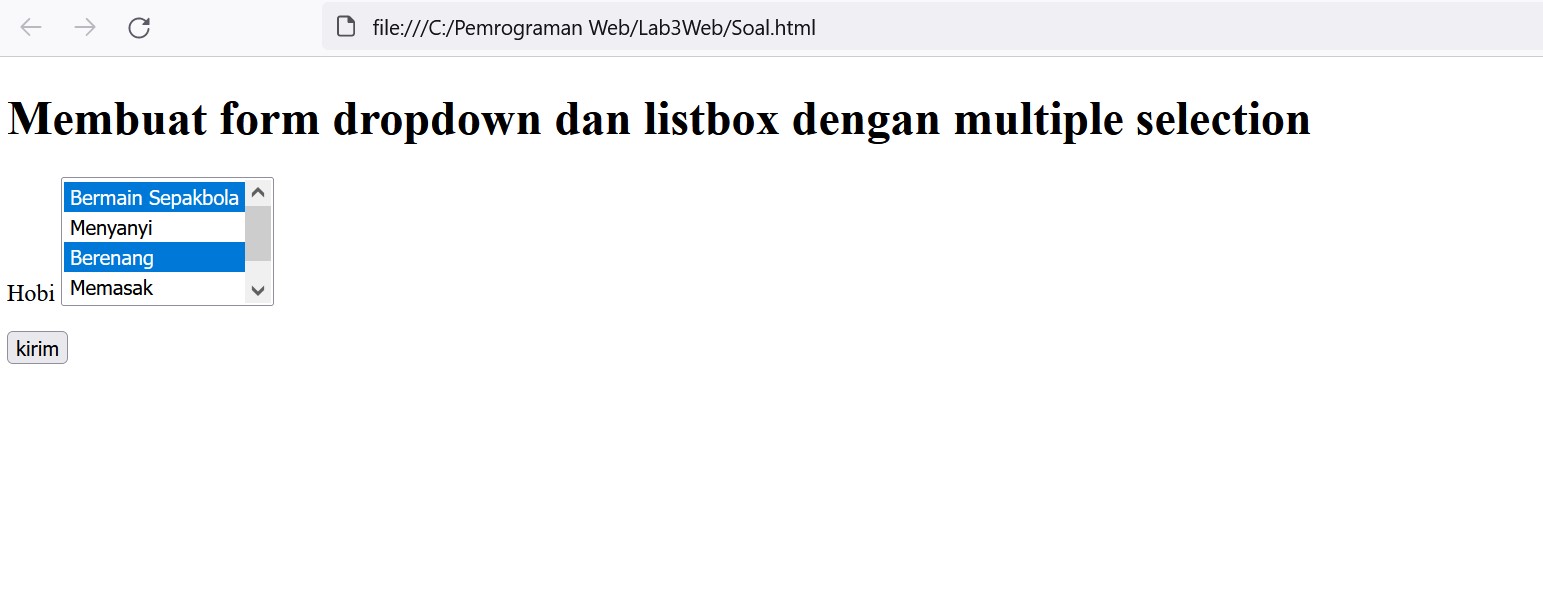 file:///C:/Pemrograman Web/Lab3Web/Soal.html
Membuat form dropdown dan listbox dengan multiple selection
Bermain Sepakbola
Menyanyi
Berenang
Memasak
Hobi
kirim